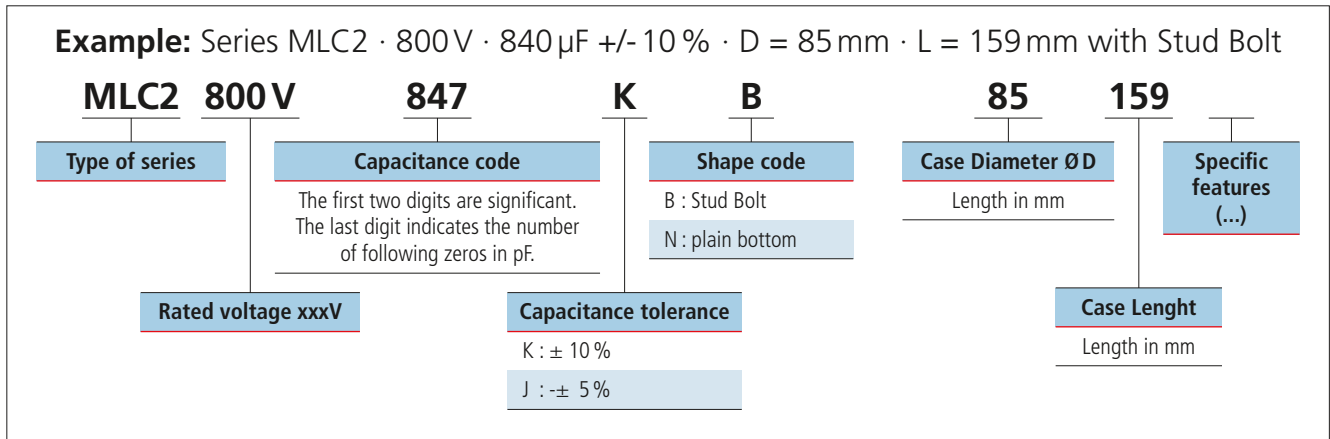 Example: Series MLC2 · 800 V · 840 µF +/- 10 % · D = 85 mm · L = 159 mm with Stud Bolt
MLC2 800 V 847 K B 85 159
Type of series
Capacitance code
The first two digits are significant.
The last digit indicates the number
of following zeros in pF.
Shape code
B : Stud Bolt
N : plain bottom
Case Diameter Ø D
Length in mm
Specific
features
(...)
Rated voltage xxxV
Capacitance tolerance
K : ± 10 %
J : -± 5 %
Case Lenght
Length in mm